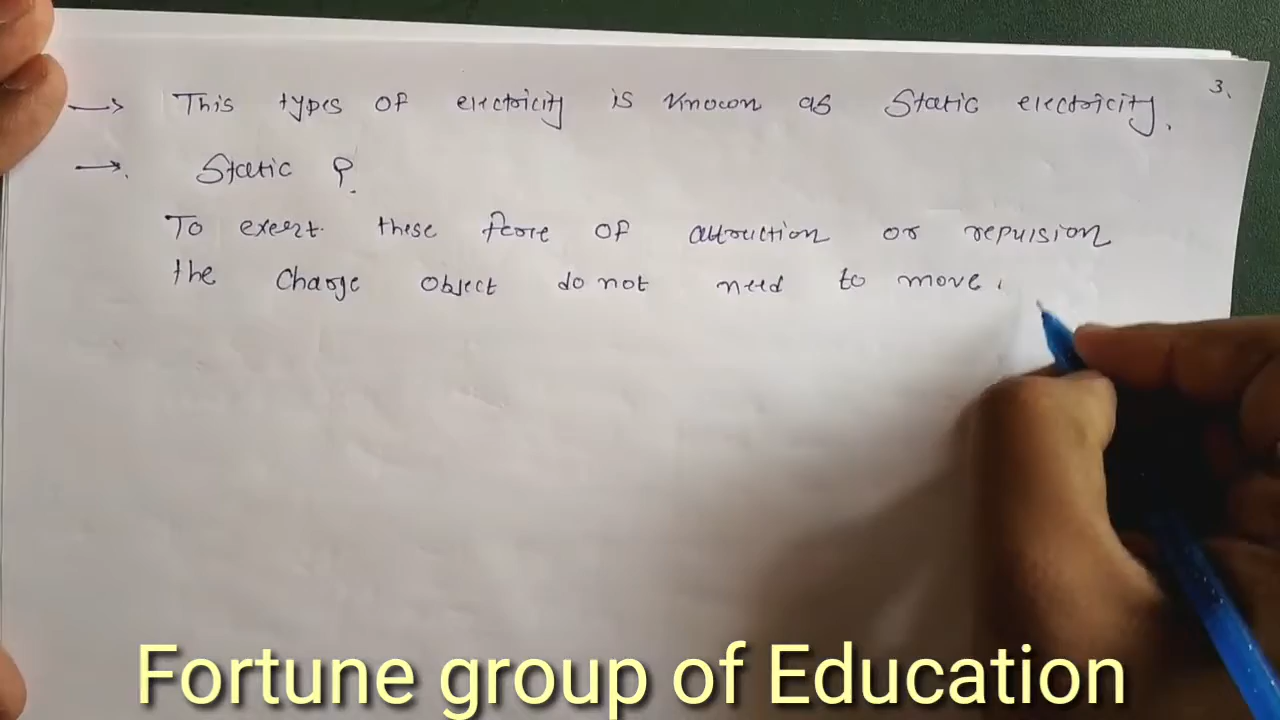 3.
→ This types of electricity is known as Static electricity.
→ Static ?
To exert these force of attraction or repulsion
the charge object do not need to move.
Fortune group of Education